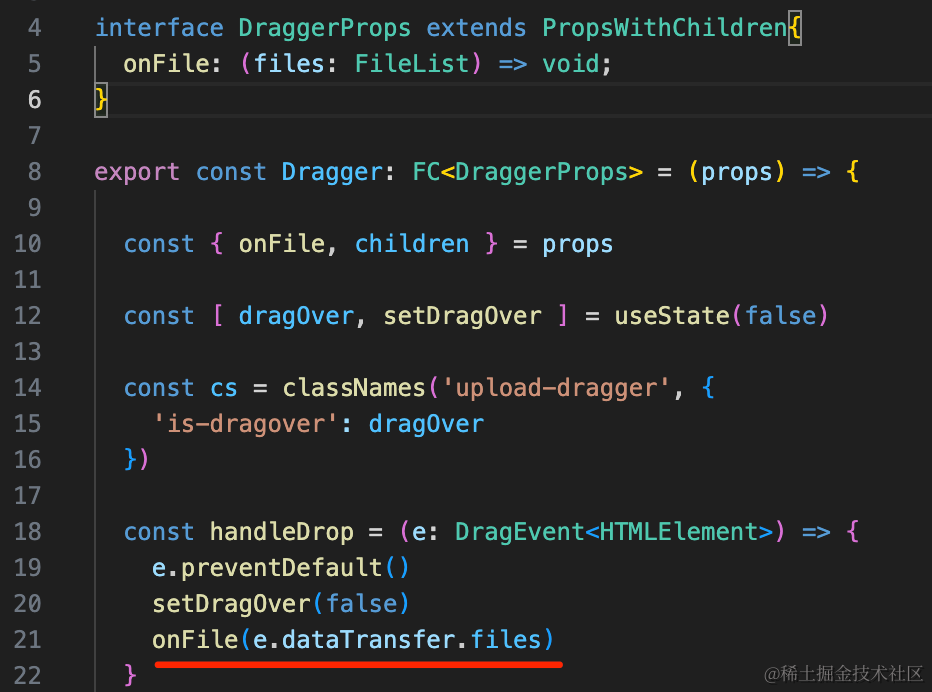 4 interface DraggerProps extends PropsWithChildren{
5 onFile: (files: FileList) => void;
6 }
7
8 export const Dragger: FC<DraggerProps> = (props) => {
9
10 const { onFile, children } = props
11
12 const [ dragOver, setDragOver ] = useState(false)
13
14 const cs = classNames('upload-dragger', {
15 'is-dragover': dragOver
16 })
17
18 const handleDrop = (e: DragEvent<HTMLElement>) => {
19 e.preventDefault()
20 setDragOver(false)
21 onFile(e.dataTransfer.files)
22 }
@稀土掘金技术社区